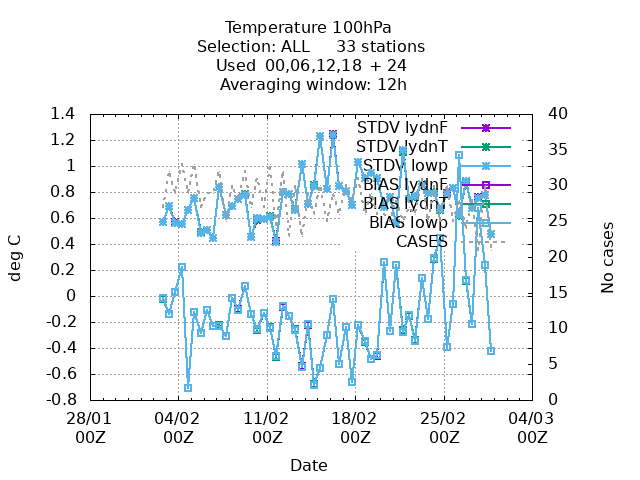 Temperature 100hPa
Selection: ALL 33 stations
Used 00,06,12,18 + 24
Averaging window: 12h
STDV lydnF
STDV lydnT
STDV lowp
BIAS lydnF
BIAS lydnT
BIAS lowp
CASES
1.4
1.2
1
0.8
0.6
0.4
0.2
0
-0.2
-0.4
-0.6
-0.8
40
35
30
25
20
15
10
5
0
deg C
No cases
28/01 04/02 11/02 18/02 25/02 04/03
00Z 00Z 00Z 00Z 00Z 00Z
Date